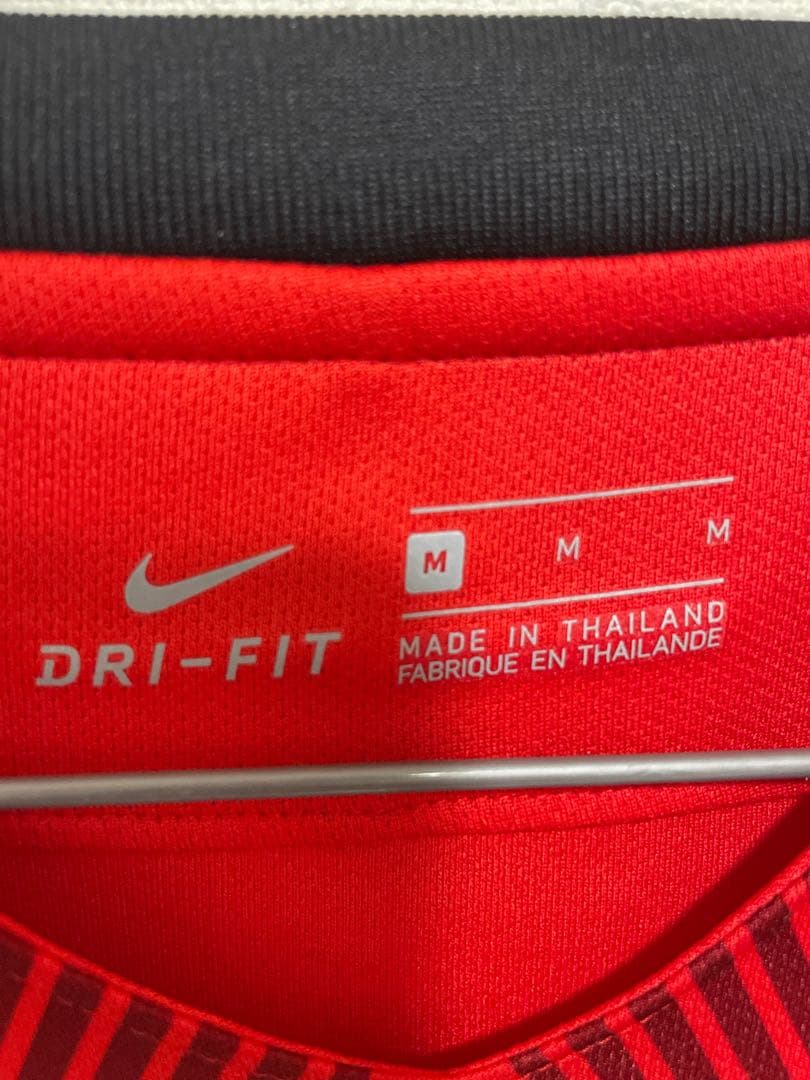 DRI-FIT
M M M
MADE IN THAILAND
FABRIQUE EN THAILANDE